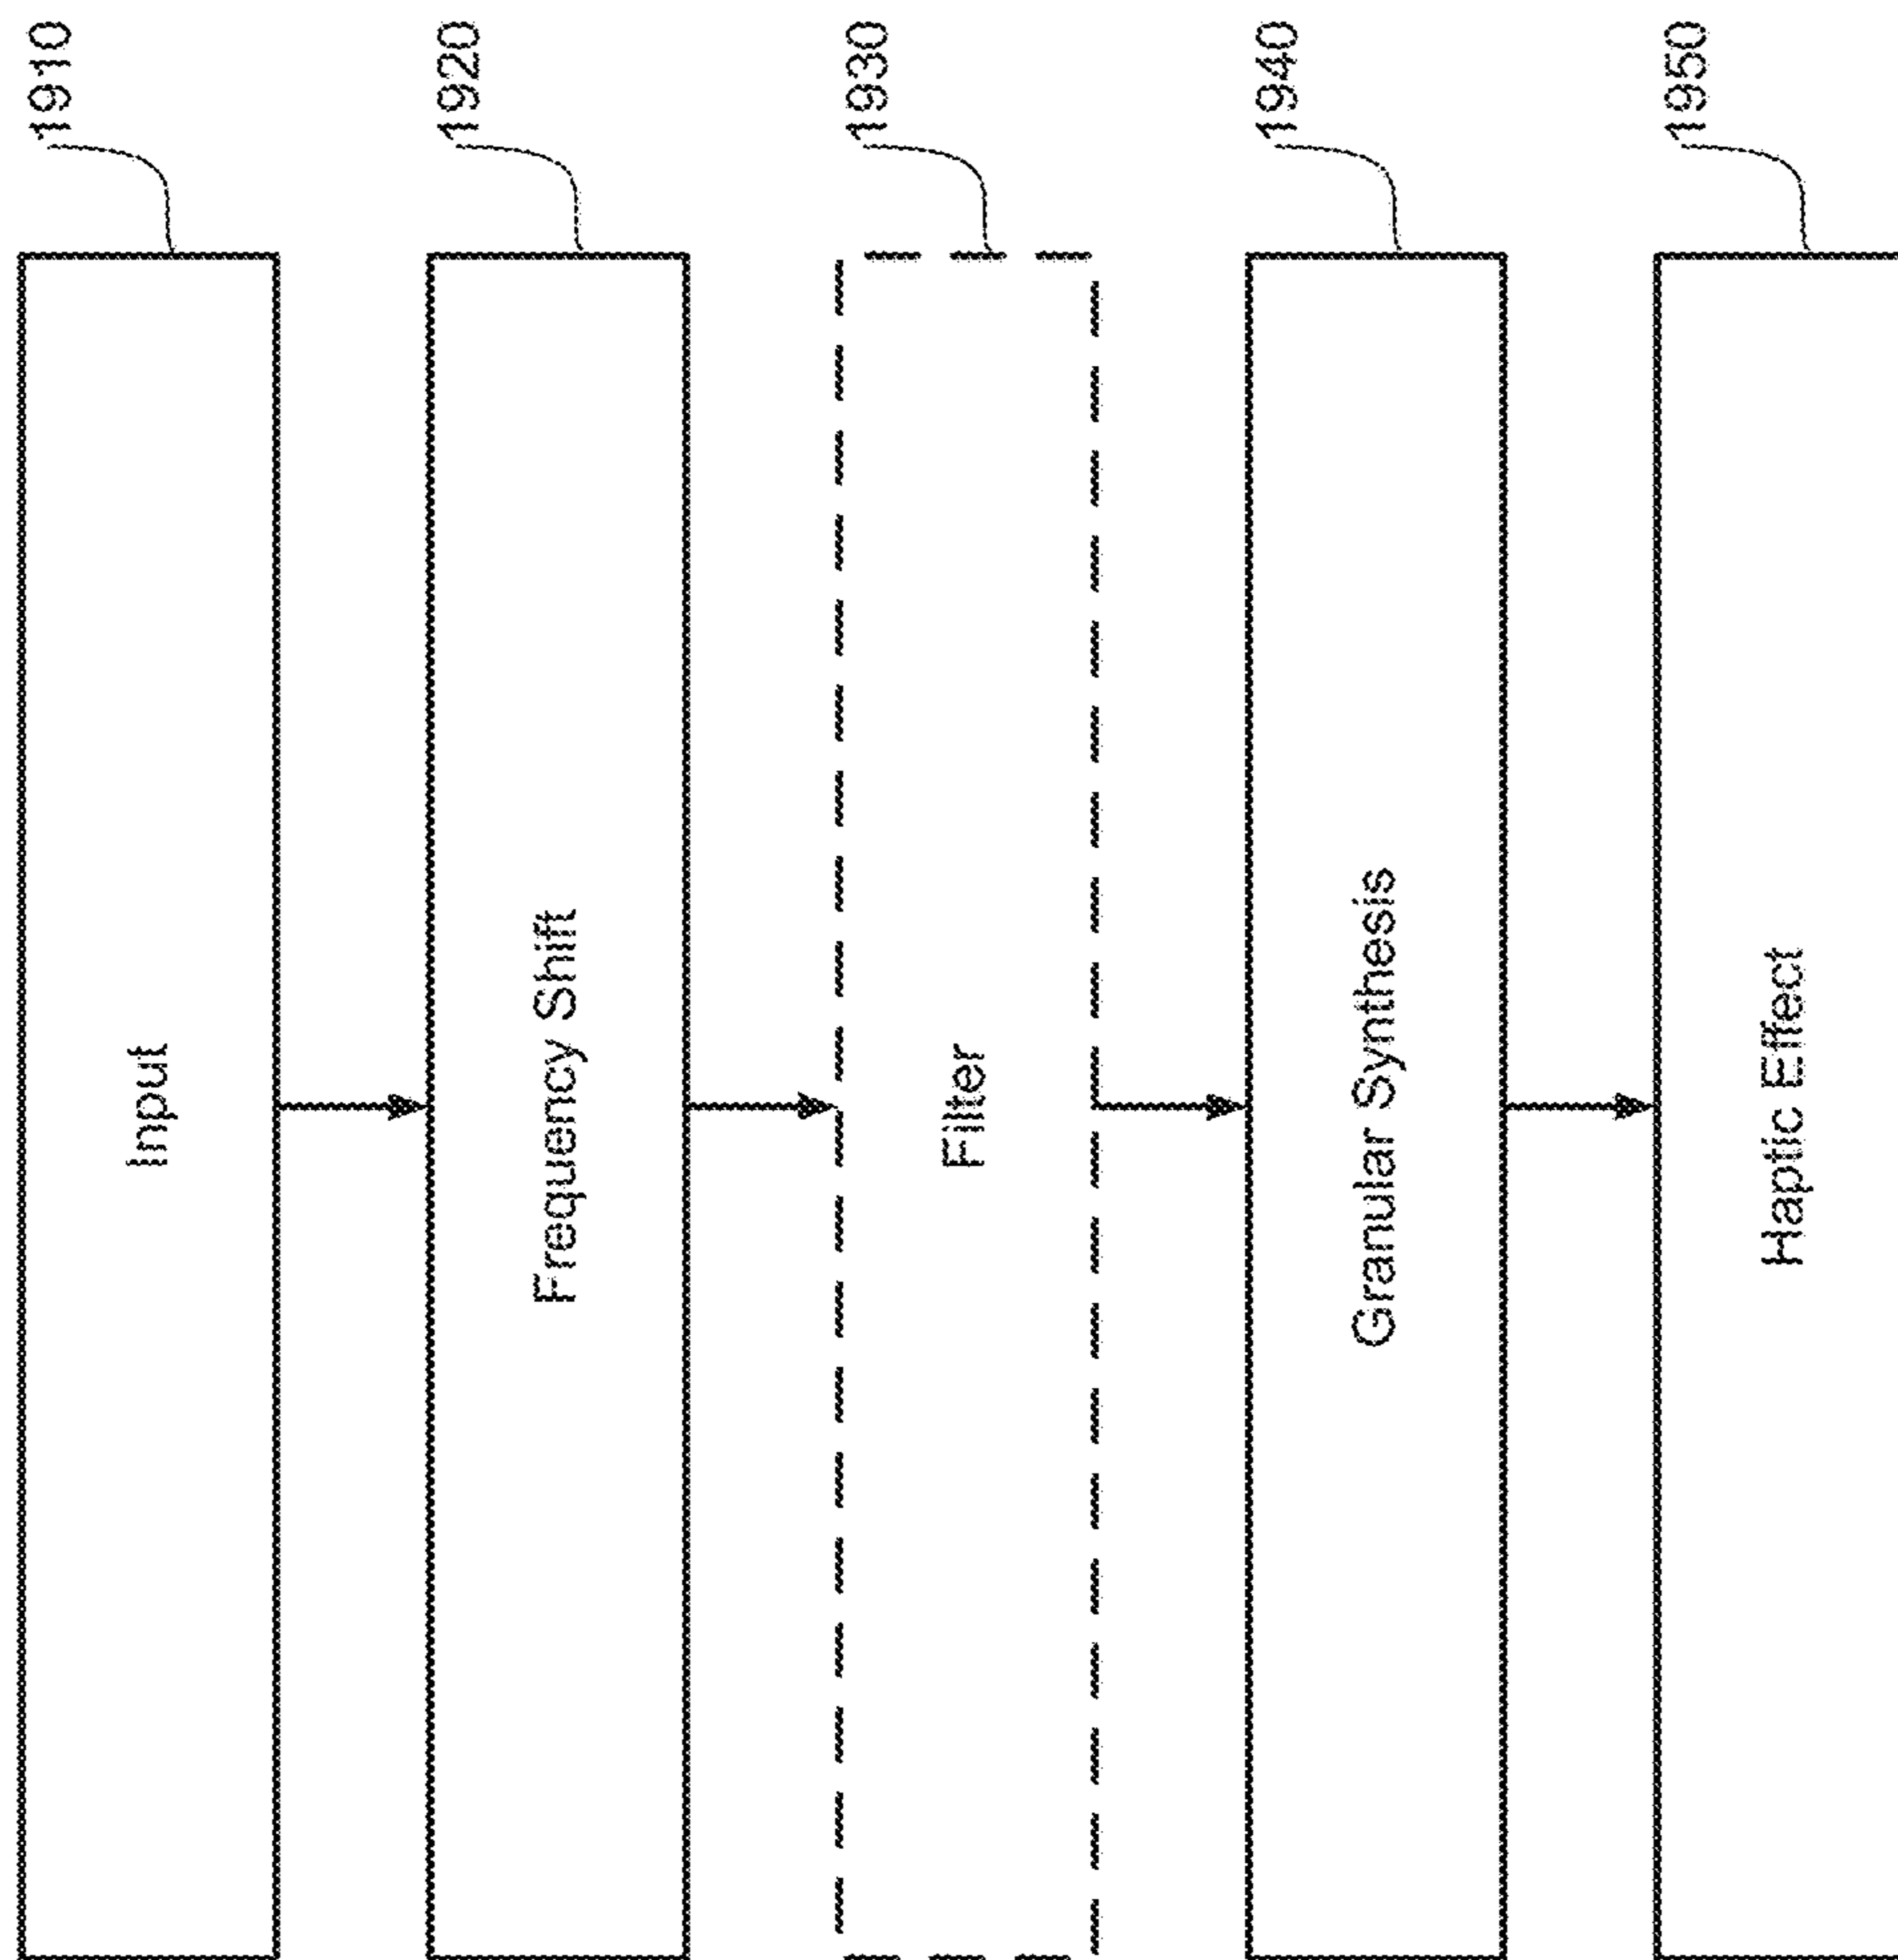 1910
Input
1920
Frequency Shift
1930
Filter
1940
Granular Synthesis
1950
Haptic Effect